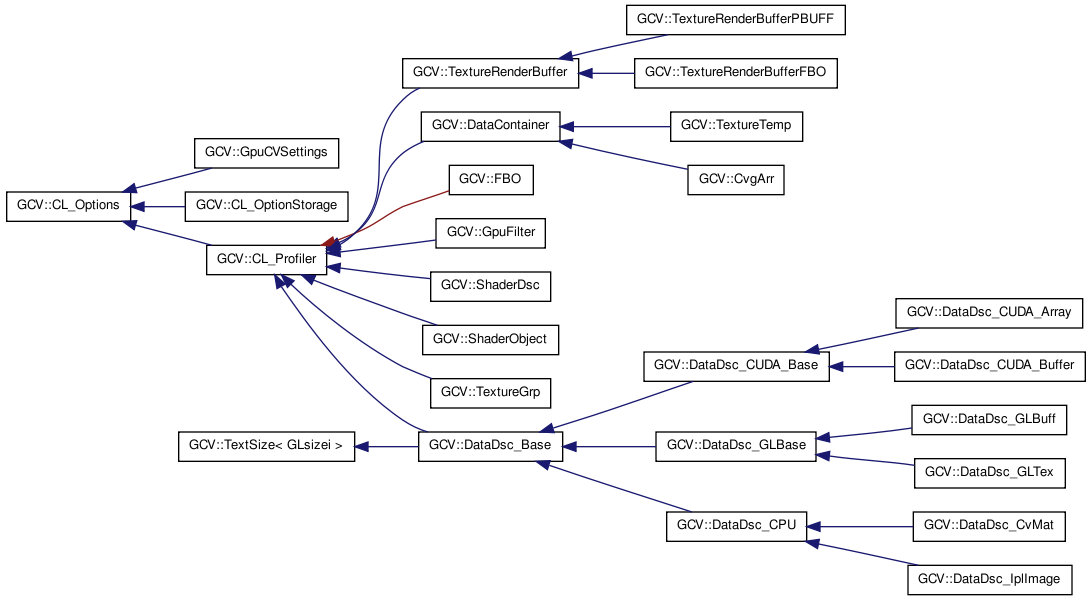 GCV::TextureRenderBufferPBUFF
GCV::TextureRenderBuffer
GCV::TextureRenderBufferFBO
GCV::DataContainer
GCV::TextureTemp
GCV::GpuCVSettings
GCV::FBO
GCV::CvgArr
GCV::CL_Options
GCV::CL_OptionStorage
GCV::GpuFilter
GCV::CL_Profiler
GCV::ShaderDsc
GCV::DataDsc_CUDA_Array
GCV::ShaderObject
GCV::DataDsc_CUDA_Base
GCV::DataDsc_CUDA_Buffer
GCV::TextureGrp
GCV::DataDsc_GLBuff
GCV::TextSize< GLsizei >
GCV::DataDsc_Base
GCV::DataDsc_GLBase
GCV::DataDsc_GLTex
GCV::DataDsc_CPU
GCV::DataDsc_CvMat
GCV::DataDsc_IplImage